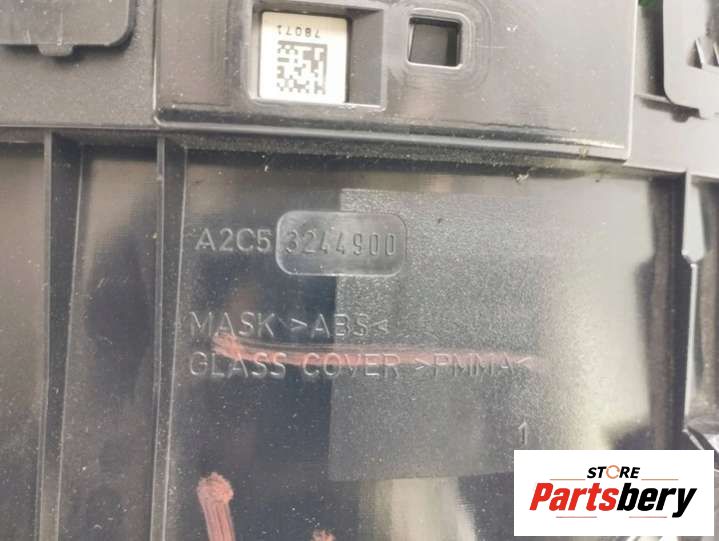 78071
A2C5 3244900
MASK >ABS<
GLASS COVER >PMMA<
1
STORE
Partsbery